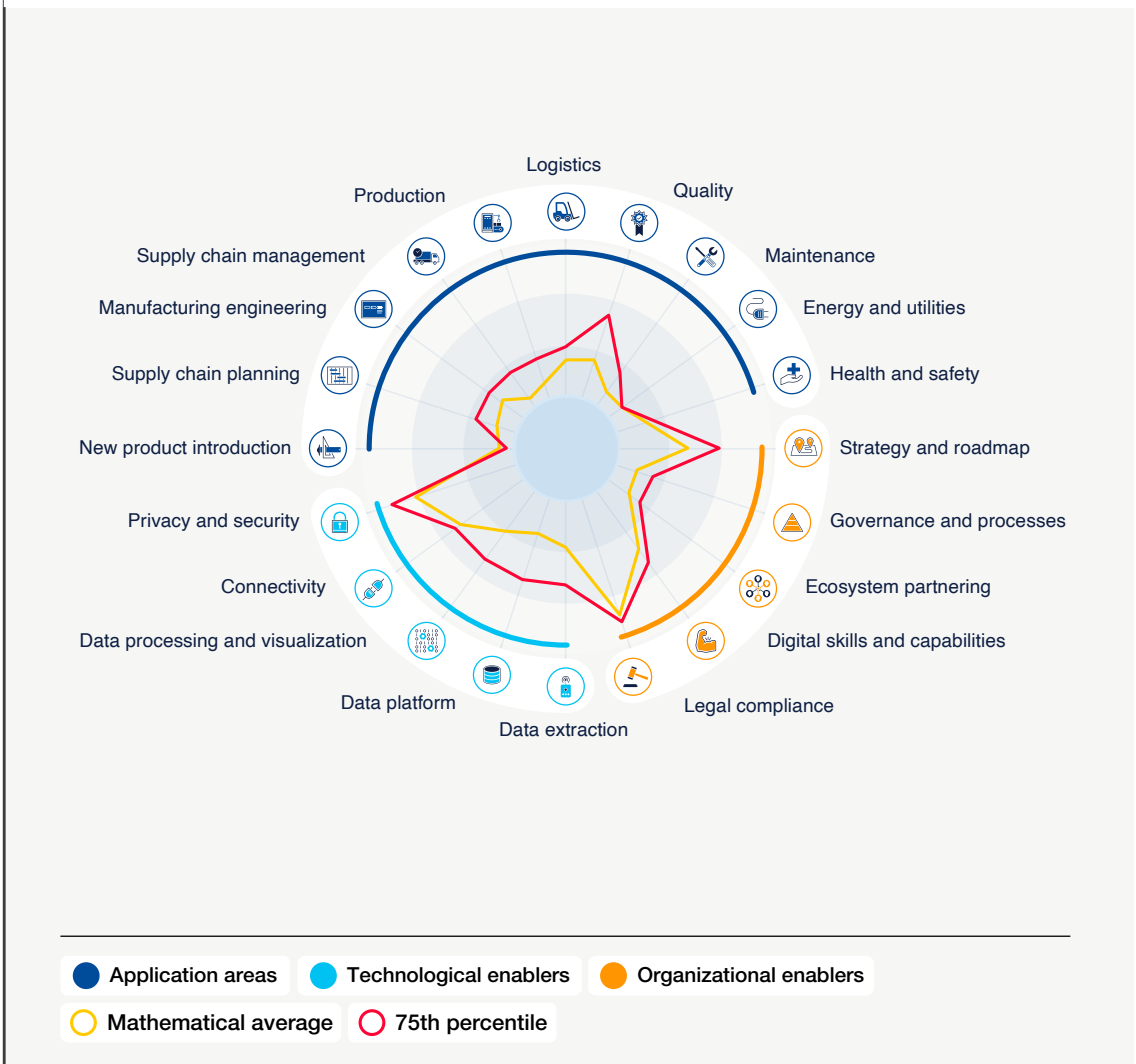 Logistics
Production
Quality
Supply chain management
Maintenance
Manufacturing engineering
Energy and utilities
Supply chain planning
Health and safety
New product introduction
Strategy and roadmap
Privacy and security
Governance and processes
Connectivity
Ecosystem partnering
Data processing and visualization
Digital skills and capabilities
Data platform
Legal compliance
Data extraction
Application areas
Technological enablers
Organizational enablers
Mathematical average
75th percentile